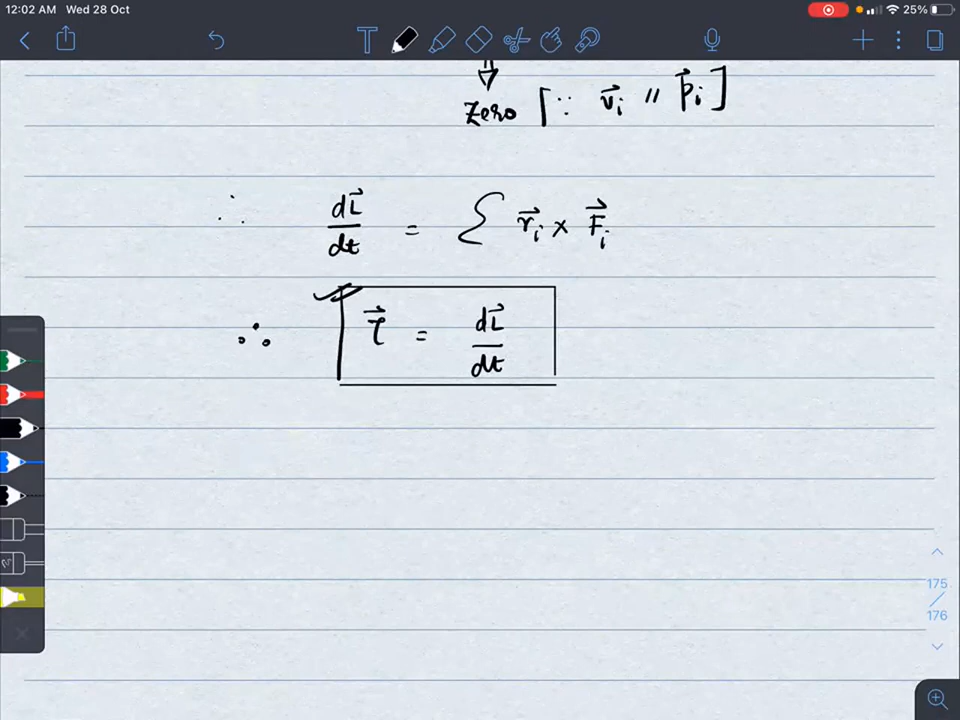 12:02 AM Wed 28 Oct 25%
T
Zero [∵ v⃗ᵢ // p⃗ᵢ]
∴ dL⃗/dt = Σ r⃗ᵢ × F⃗ᵢ
∴ τ⃗ = dL⃗/dt
175
/
176